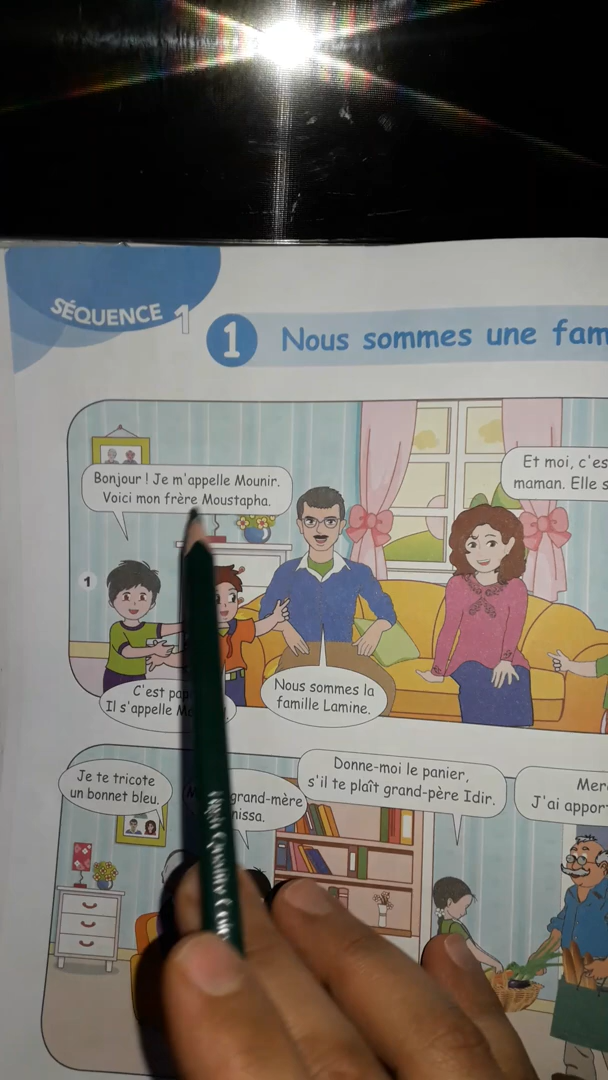 SÉQUENCE 1
1 Nous sommes une fam
Bonjour ! Je m'appelle Mounir.
Voici mon frère Moustapha.
Et moi, c'es
maman. Elle s
1
C'est pap
Il s'appelle M
Nous sommes la
famille Lamine.
Je te tricote
un bonnet bleu.
grand-mère
nissa.
Donne-moi le panier,
s'il te plaît grand-père Idir.
Mer
J'ai appor